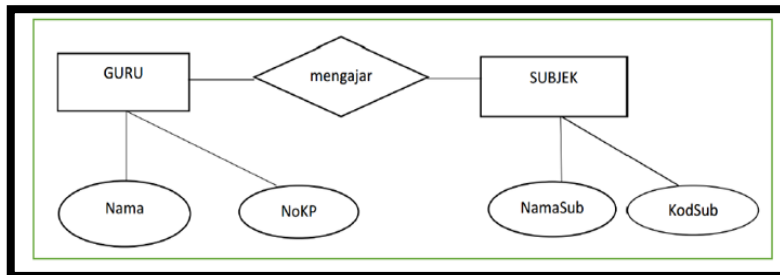 GURU
mengajar
SUBJEK
Nama
NoKP
NamaSub
KodSub